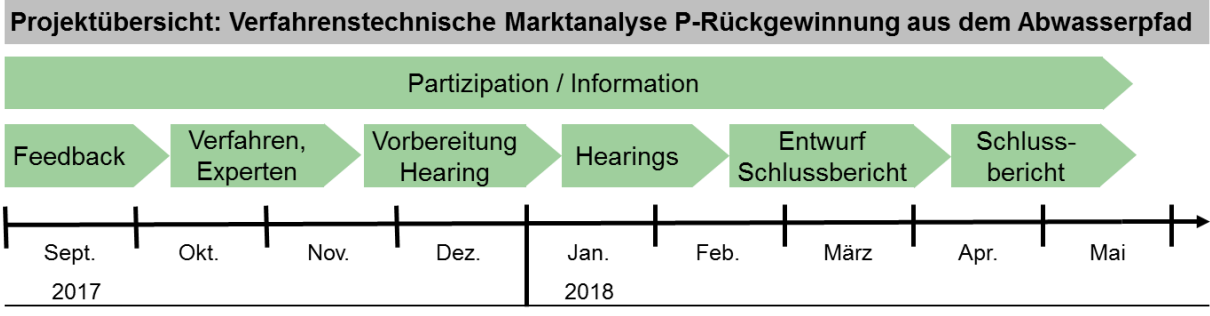 Projektübersicht: Verfahrenstechnische Marktanalyse P-Rückgewinnung aus dem Abwasserpfad
Partizipation / Information
Feedback
Verfahren,
Experten
Vorbereitung
Hearing
Hearings
Entwurf
Schlussbericht
Schluss-
bericht
Sept. Okt. Nov. Dez. Jan. Feb. März Apr. Mai
2017 2018